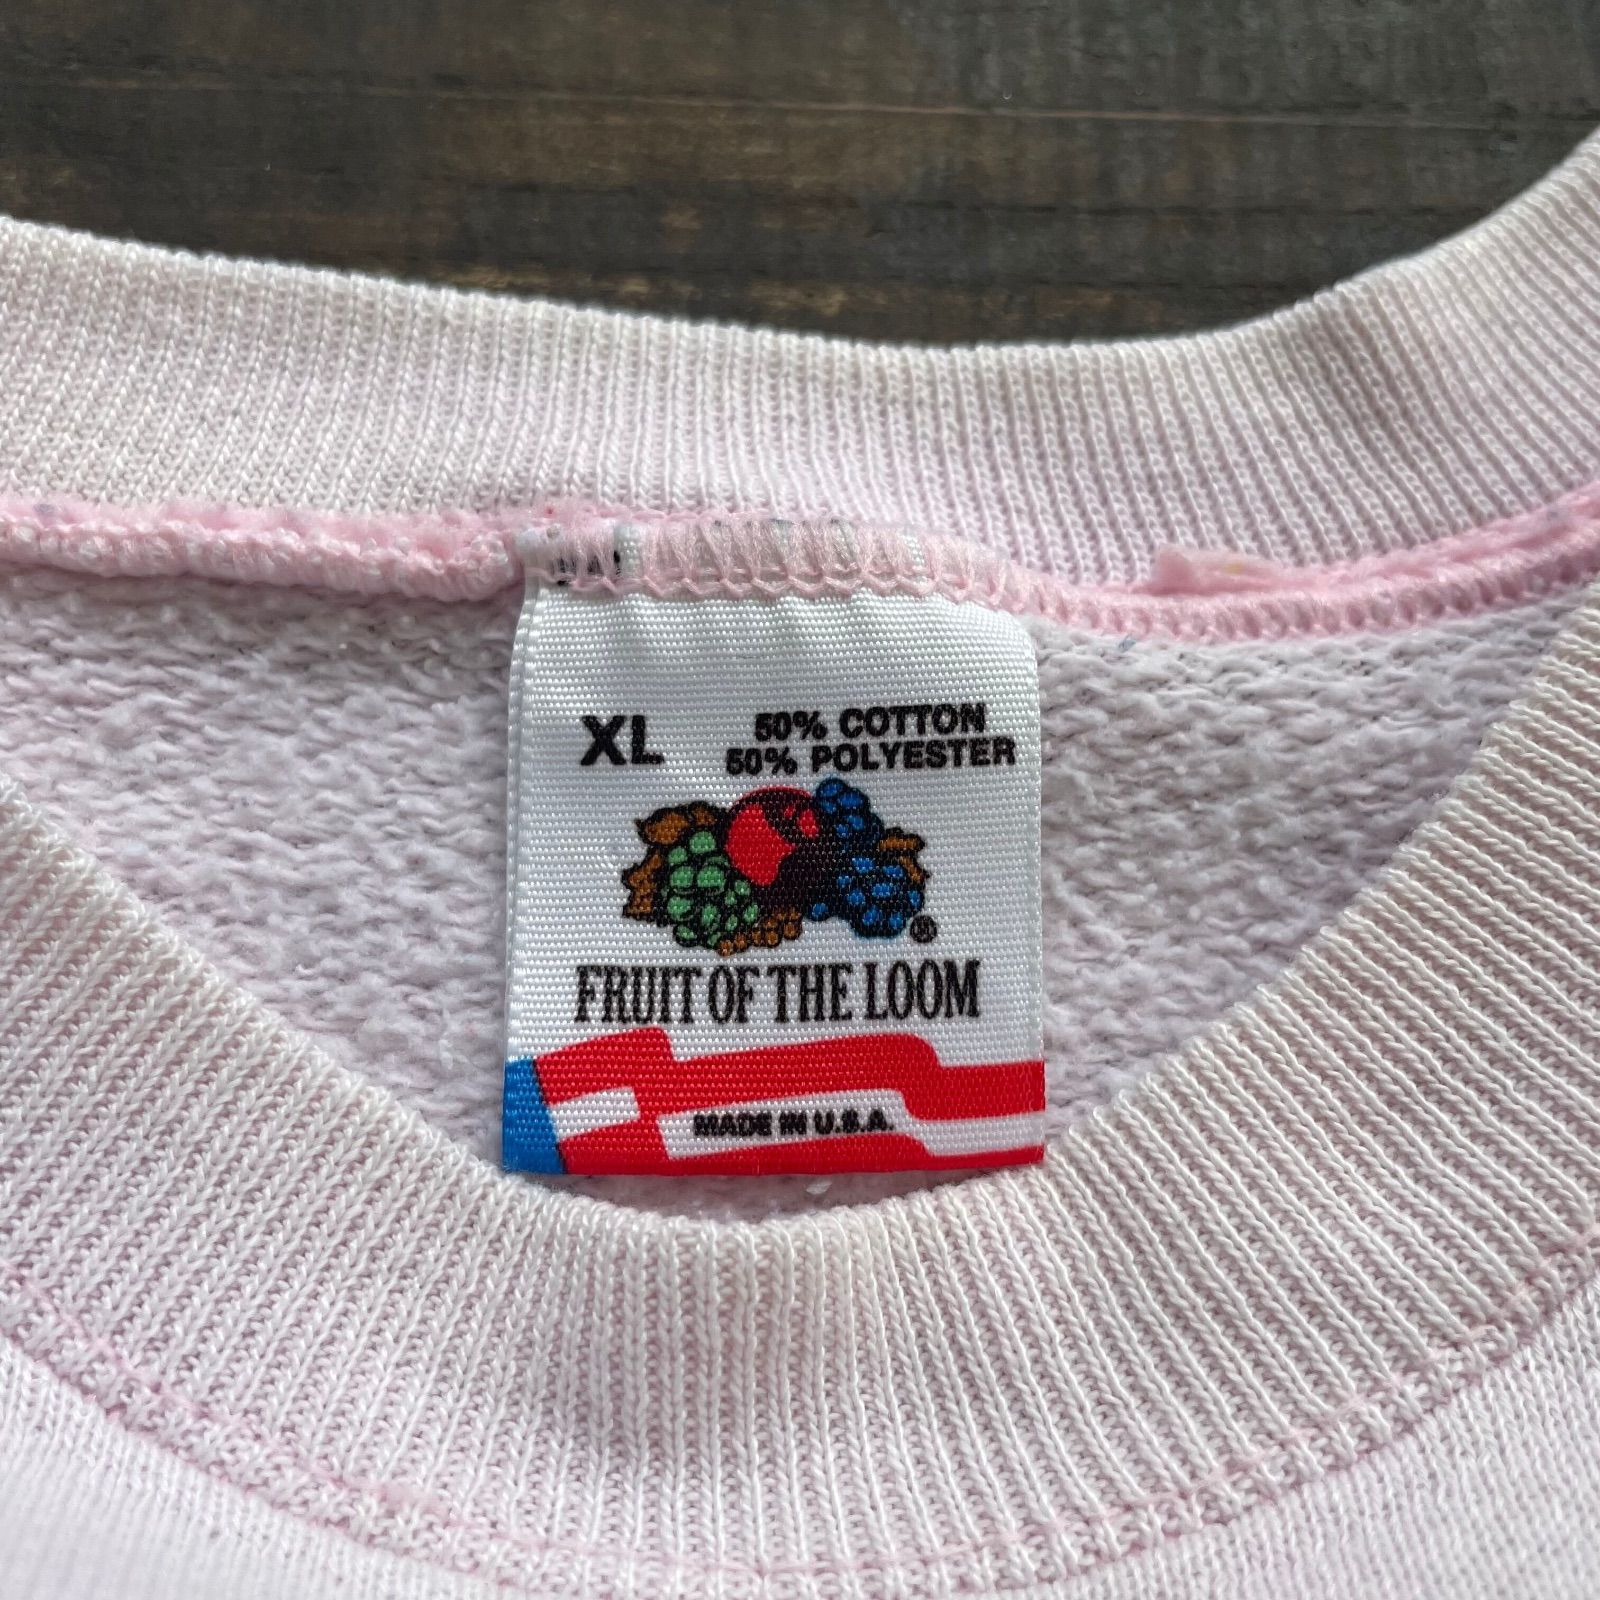 XL
50% COTTON
50% POLYESTER
®
FRUIT OF THE LOOM
MADE IN U.S.A.